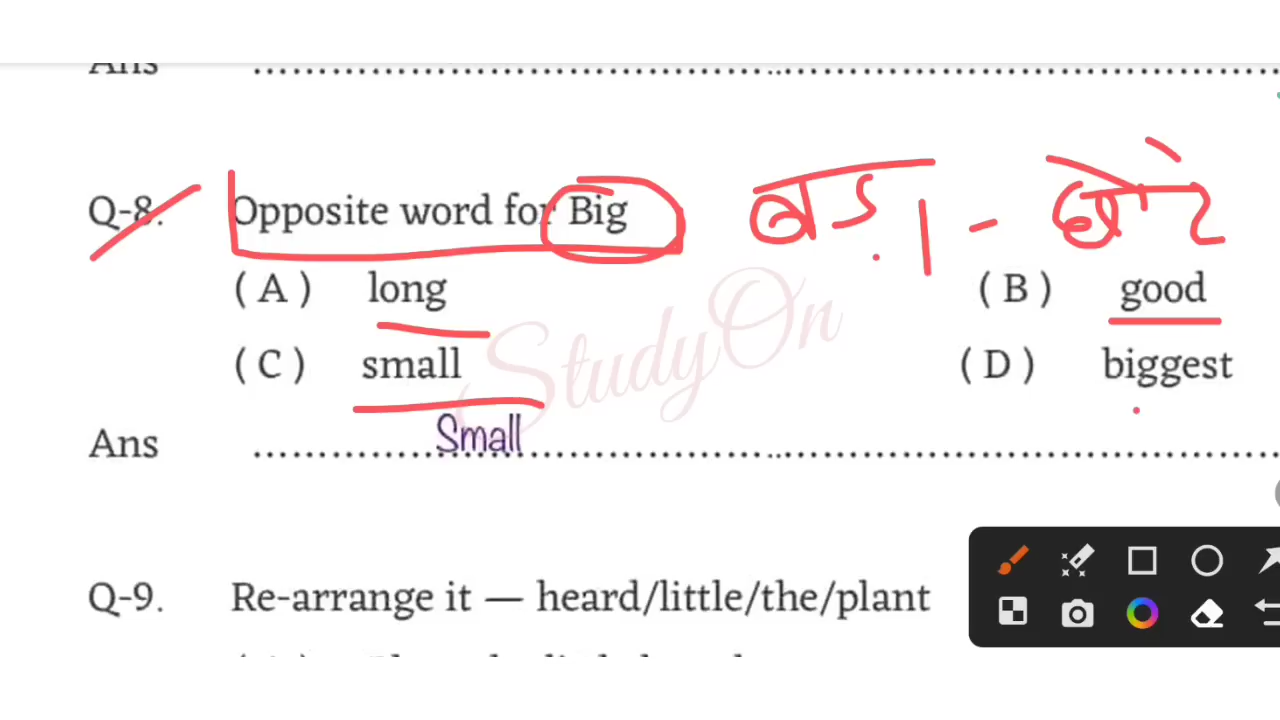 Ans ................................................................................
Q-8. Opposite word for Big बड़ा -
( A ) long ( B ) good
( C ) small ( D ) biggest
StudyOn
Ans ..............Small................................................................
Q-9. Re-arrange it — heard/little/the/plant